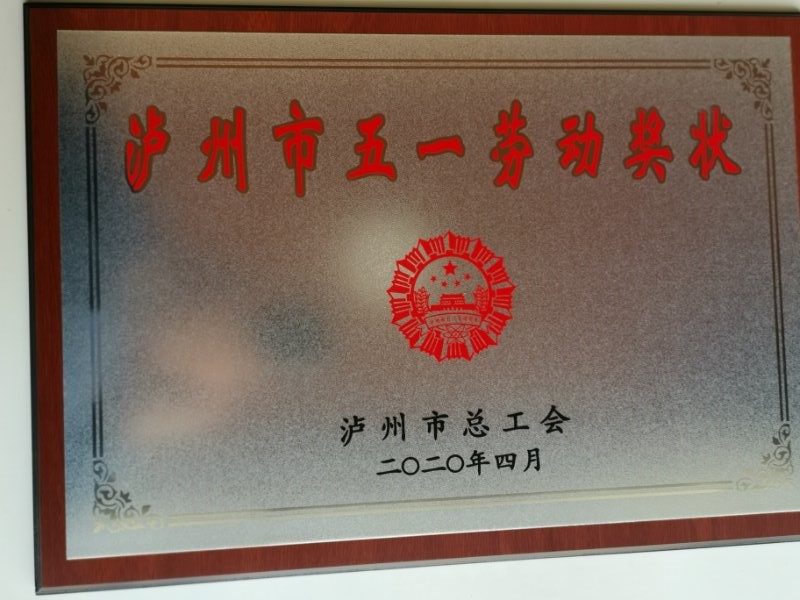 泸州市五一劳动奖状
泸州市总工会
二〇二〇年四月